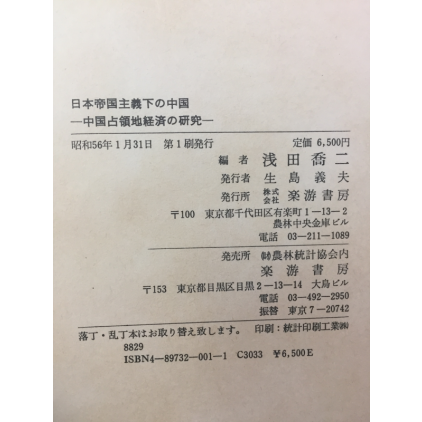 日本帝国主義下の中国
―中国占領地経済の研究―
昭和56年1月31日 第1刷発行 定価 6,500円
編者 浅田喬二
発行者 生島義夫
発行所 株式会社 楽游書房
〒100 東京都千代田区有楽町1―13―2
農林中央金庫ビル
電話 03―211―1089
発売所 ㈶農林統計協会内
楽游書房
〒153 東京都目黒区目黒2―13―14 大鳥ビル
電話 03―492―2950
振替 東京7―20742
落丁・乱丁本はお取り替え致します。 印刷：統計印刷工業㈱
8829
ISBN4―89732―001―1 C3033 ￥6,500E